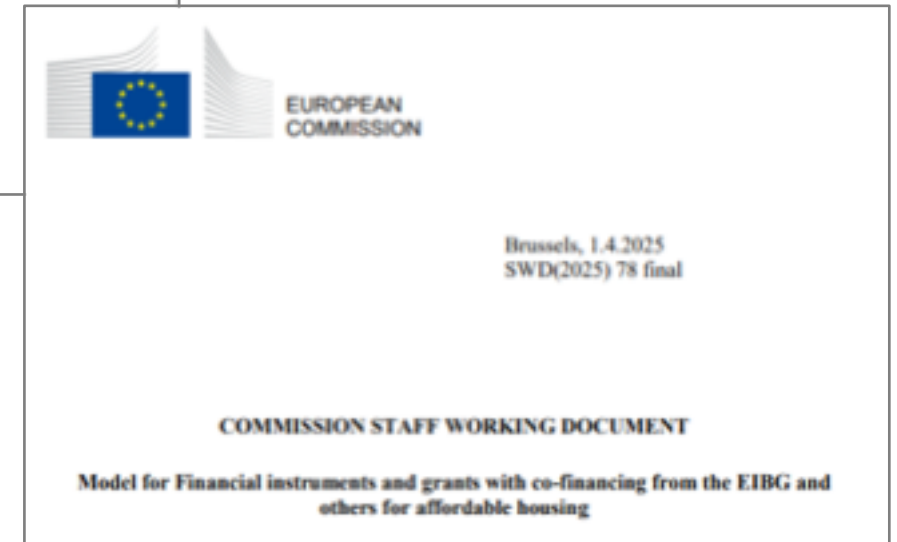 EUROPEAN
COMMISSION
Brussels, 1.4.2025
SWD(2025) 78 final
COMMISSION STAFF WORKING DOCUMENT
Model for Financial instruments and grants with co-financing from the EIBG and
others for affordable housing